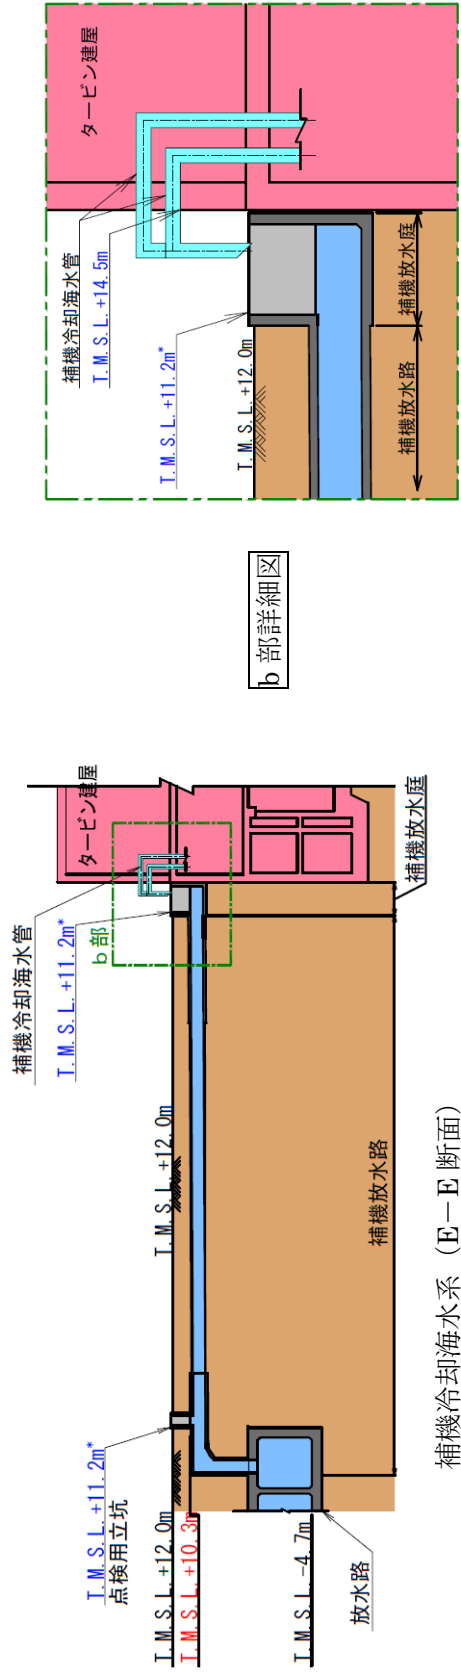 補機冷却海水管
T.M.S.L.+11.2m*
b部
タービン建屋
T.M.S.L.+12.0m
T.M.S.L.+11.2m*
点検用立坑
T.M.S.L.+12.0m
T.M.S.L.+10.3m
T.M.S.L.-4.7m
放水路
補機放水路
補機放水庭
補機冷却海水系（E－E断面）
タービン建屋
補機冷却海水管
T.M.S.L.+14.5m
T.M.S.L.+11.2m*
T.M.S.L.+12.0m
補機放水路
補機放水庭
b 部詳細図